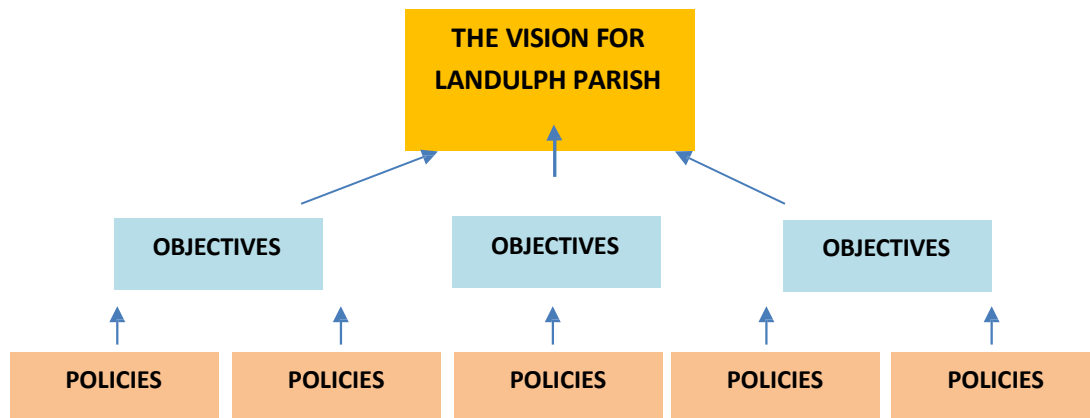 THE VISION FOR
LANDULPH PARISH
OBJECTIVES
OBJECTIVES
OBJECTIVES
POLICIES
POLICIES
POLICIES
POLICIES
POLICIES